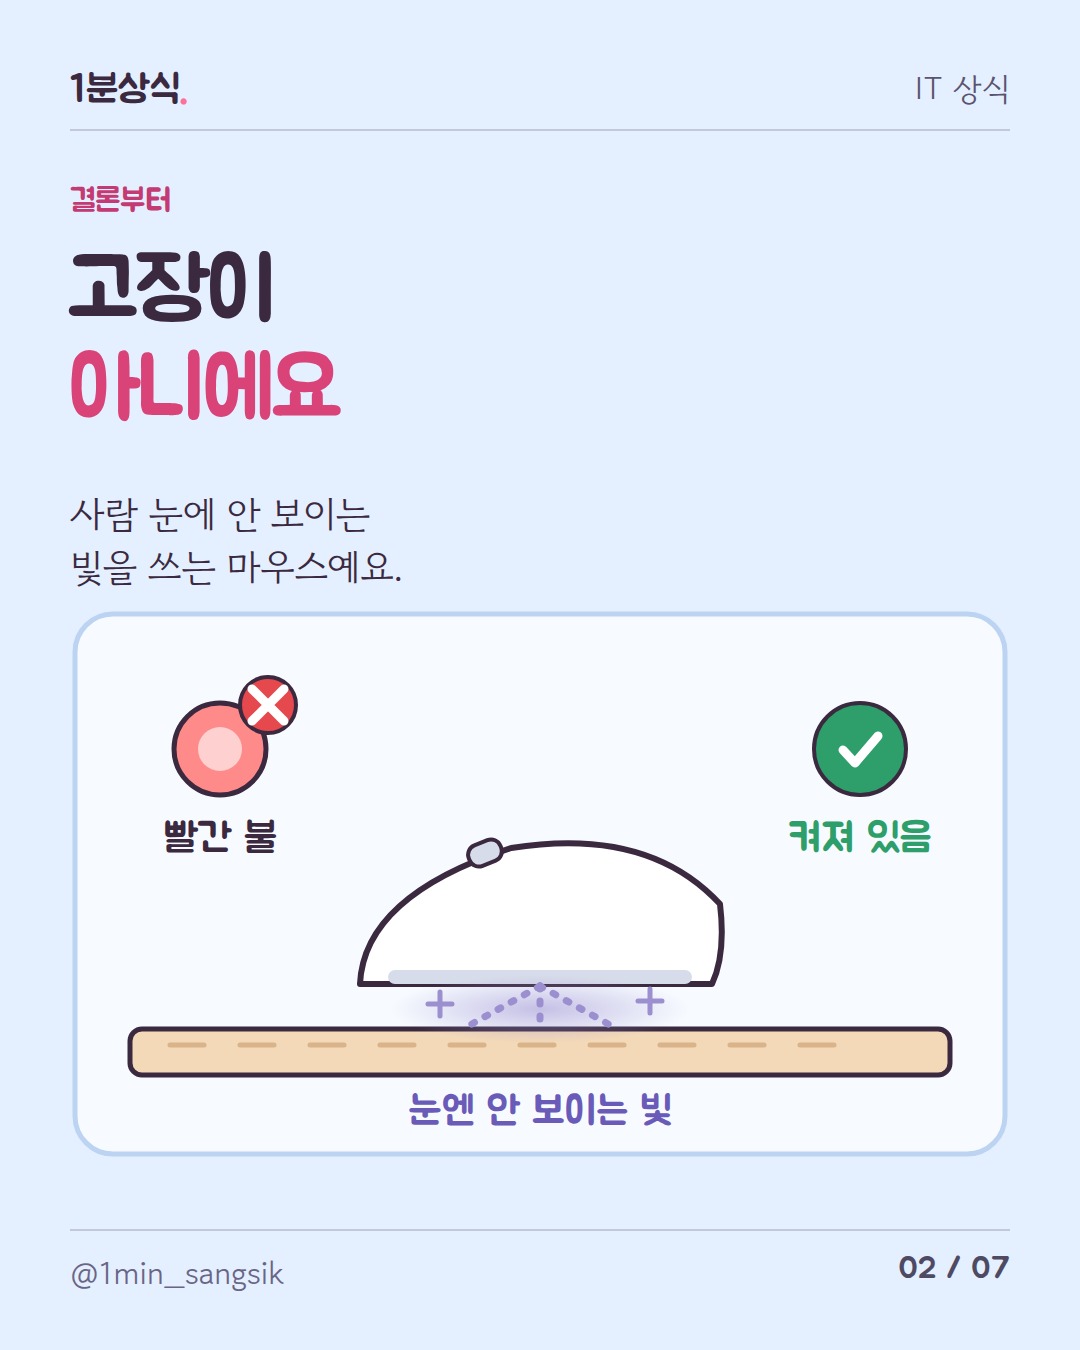 1분상식.
IT 상식
결론부터
고장이
아니에요
사람 눈에 안 보이는
빛을 쓰는 마우스예요.
빨간 불
켜져 있음
눈엔 안 보이는 빛
@1min_sangsik
02 / 07